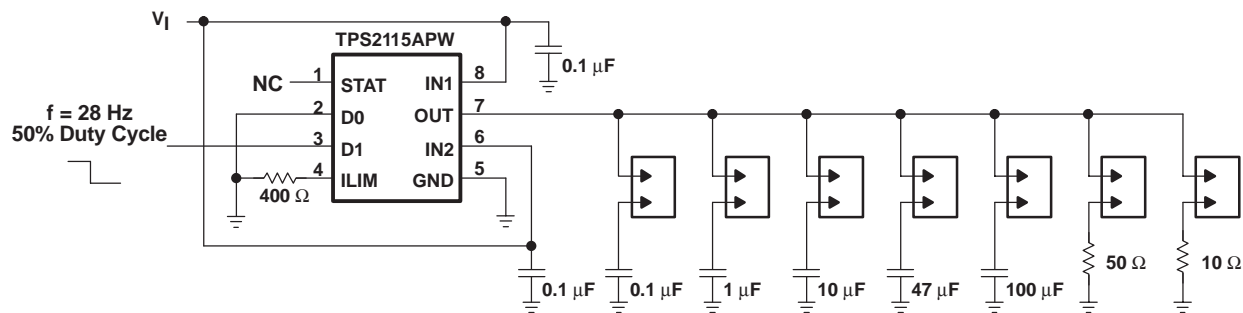 VI
TPS2115APW
0.1 μF
NC
1
STAT
IN1
8
f = 28 Hz
50% Duty Cycle
2
D0
OUT
7
3
D1
IN2
6
4
ILIM
GND
5
400 Ω
0.1 μF
0.1 μF
1 μF
10 μF
47 μF
100 μF
50 Ω
10 Ω